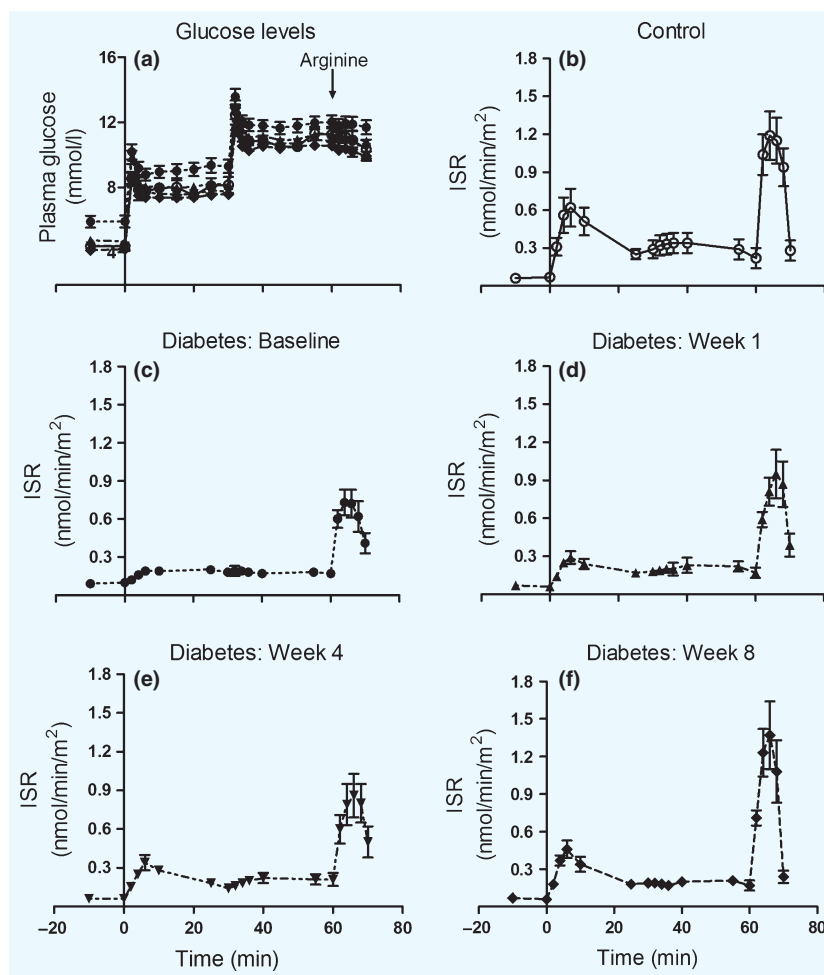 Glucose levels
(a)
Arginine
Plasma glucose
(mmol/l)
16
12
8
4
Control
(b)
ISR
(nmol/min/m²)
1.8
1.5
1.2
0.9
0.6
0.3
−20
0
20
40
60
80
Diabetes: Baseline
(c)
ISR
(nmol/min/m²)
1.8
1.5
1.2
0.9
0.6
0.3
Diabetes: Week 1
(d)
ISR
(nmol/min/m²)
1.8
1.5
1.2
0.9
0.6
0.3
Diabetes: Week 4
(e)
ISR
(nmol/min/m²)
1.8
1.5
1.2
0.9
0.6
0.3
−20 0 20 40 60 80
Time (min)
Diabetes: Week 8
(f)
ISR
(nmol/min/m²)
1.8
1.5
1.2
0.9
0.6
0.3
−20 0 20 40 60 80
Time (min)